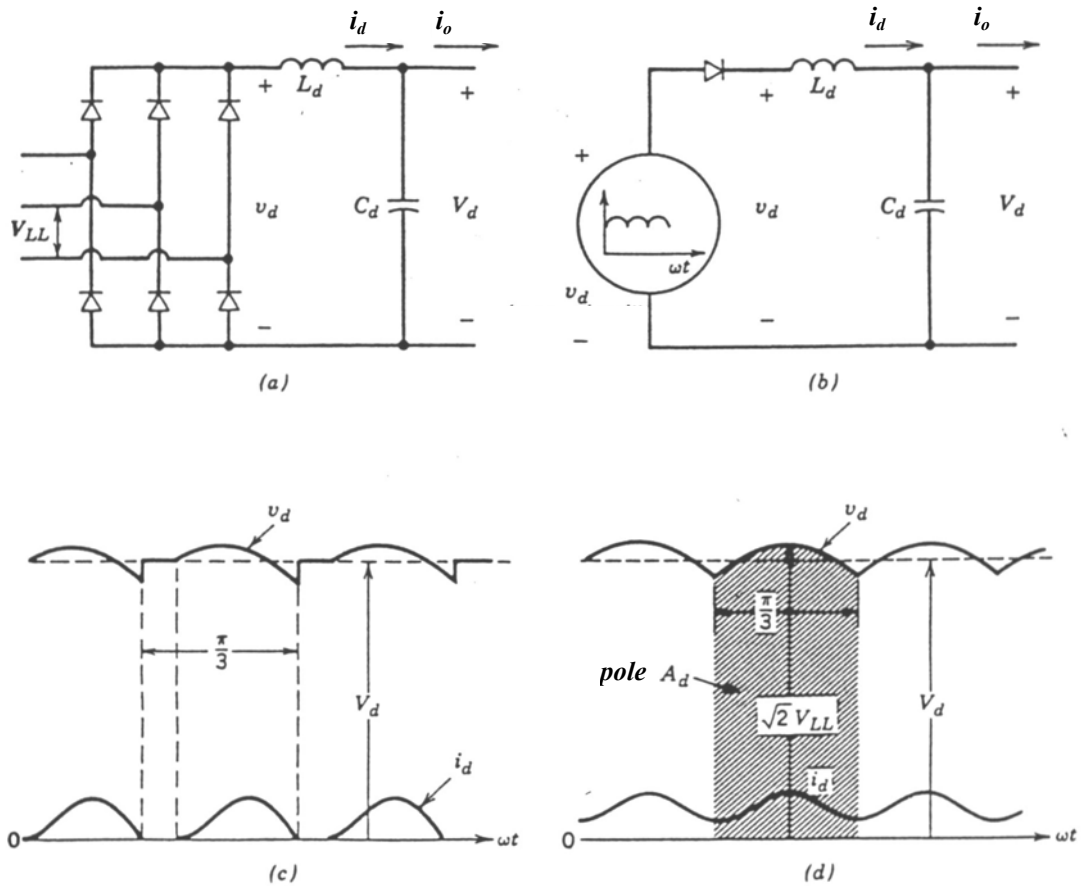 i_d i_o
+ L_d +
V_LL v_d C_d V_d
− −
(a)
i_d i_o
+ L_d +
+
v_d C_d V_d
ωt
v_d
− − −
(b)
v_d
π/3
V_d
i_d
0 ωt
(c)
v_d
π/3
pole A_d
√2 V_LL V_d
i_d
0 ωt
(d)